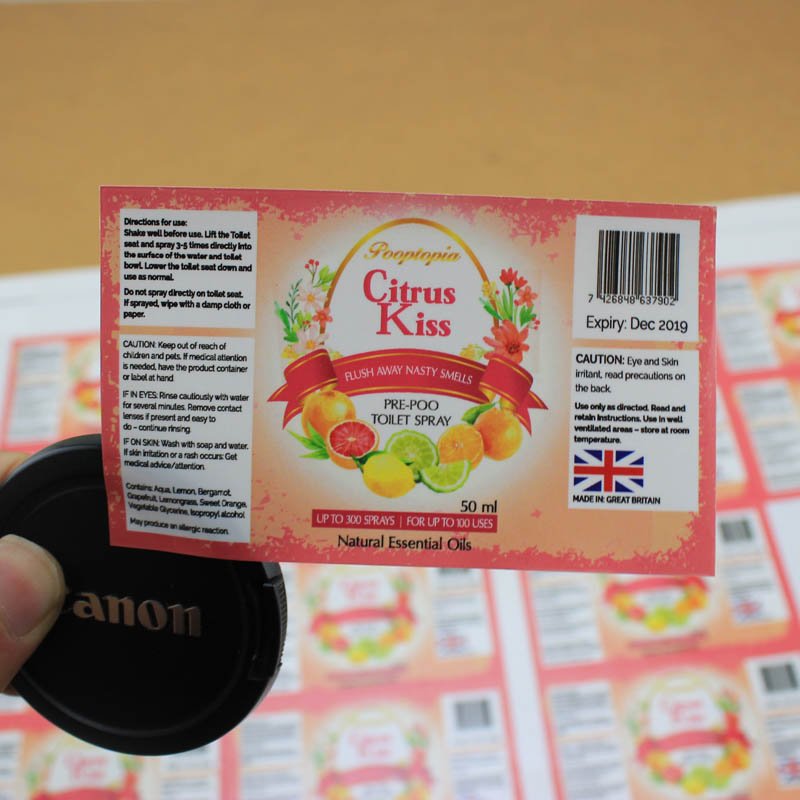 Directions for use:
Shake well before use. Lift the Toilet
seat and spray 3-5 times directly into
the surface of the water and toilet
bowl. Lower the toilet seat down and
use as normal.
Do not spray directly on toilet seat.
If sprayed, wipe with a damp cloth or
paper.
CAUTION: Keep out of reach of
children and pets. If medical attention
is needed, have the product container
or label at hand
IF IN EYES: Rinse cautiously with water
for several minutes. Remove contact
lenses if present and easy to
do – continue rinsing.
IF ON SKIN: Wash with soap and water.
If skin irritation or a rash occurs: Get
medical advice/attention.
Contains: Aqua, Lemon, Bergamot,
Grapefruit, Lemongrass, Sweet Orange,
Vegetable Glycerine, Isopropyl alcohol
May produce an allergic reaction.
Pooptopia
Citrus
Kiss
FLUSH AWAY NASTY SMELLS
PRE-POO
TOILET SPRAY
50 ml
UP TO 300 SPRAYS | FOR UP TO 100 USES
Natural Essential Oils
7 426848 637902
Expiry: Dec 2019
CAUTION: Eye and Skin
irritant, read precautions on
the back.
Use only as directed. Read and
retain instructions. Use in well
ventilated areas – store at room
temperature.
MADE IN: GREAT BRITAIN
Canon
Citrus
Kiss